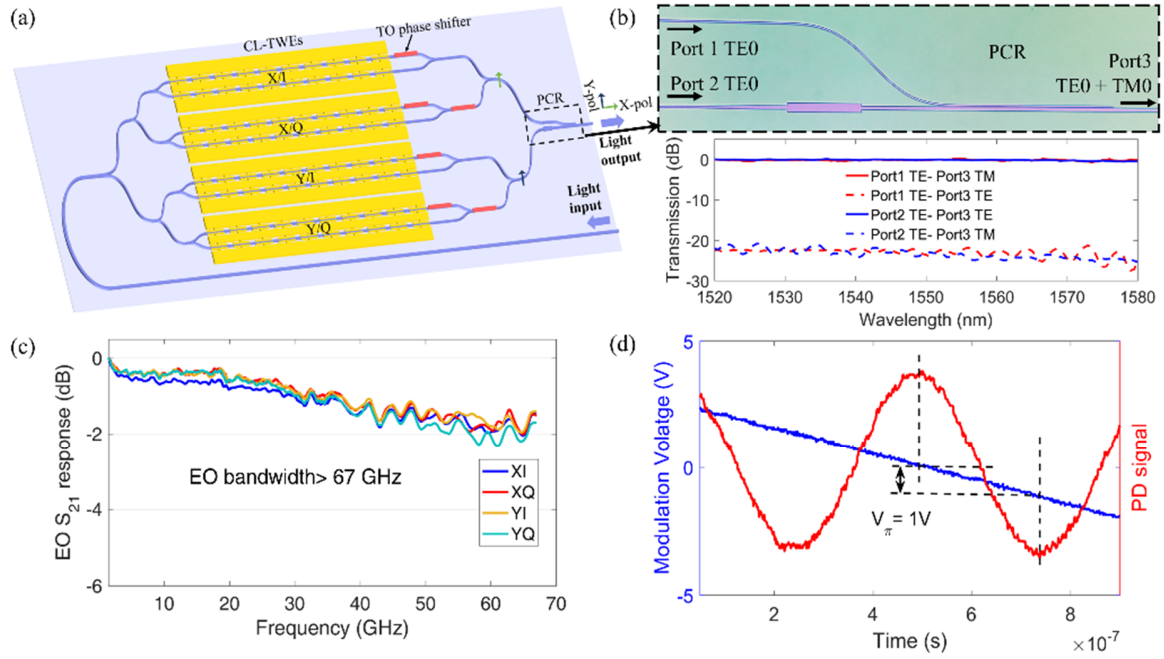 (a)
TO phase shifter
CL-TWEs
X/I
X/Q
Y/I
Y/Q
PCR
Y-pol
X-pol
Light
output
Light
input
(b)
Port 1 TE0
Port 2 TE0
PCR
Port3
TE0 + TM0
Transmission (dB)
0
-10
-20
-30
Port1 TE- Port3 TM
Port1 TE- Port3 TE
Port2 TE- Port3 TE
Port2 TE- Port3 TM
1520 1530 1540 1550 1560 1570 1580
Wavelength (nm)
(c)
EO S21 response (dB)
0
-2
-4
-6
EO bandwidth> 67 GHz
XI
XQ
YI
YQ
10 20 30 40 50 60 70
Frequency (GHz)
(d)
Modulation Volatge (V)
5
0
-5
Vπ= 1V
PD signal
2 4 6 8
Time (s)
×10-7